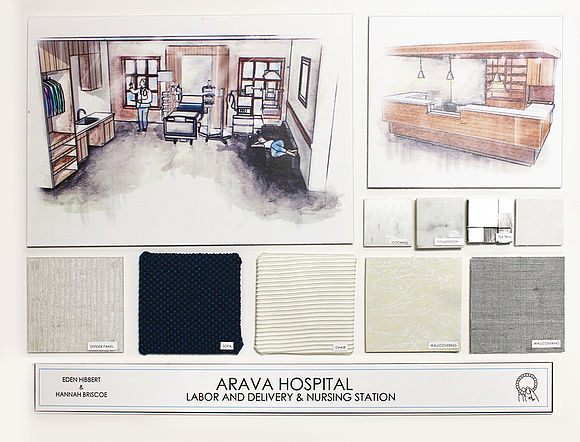 FLOORING
COUNTERTOP
DIVIDER PANEL
SOFA
CHAIR
WALLCOVERING
WALLCOVERING
EDEN HIBBERT
&
HANNAH BRISCOE
ARAVA HOSPITAL
LABOR AND DELIVERY & NURSING STATION